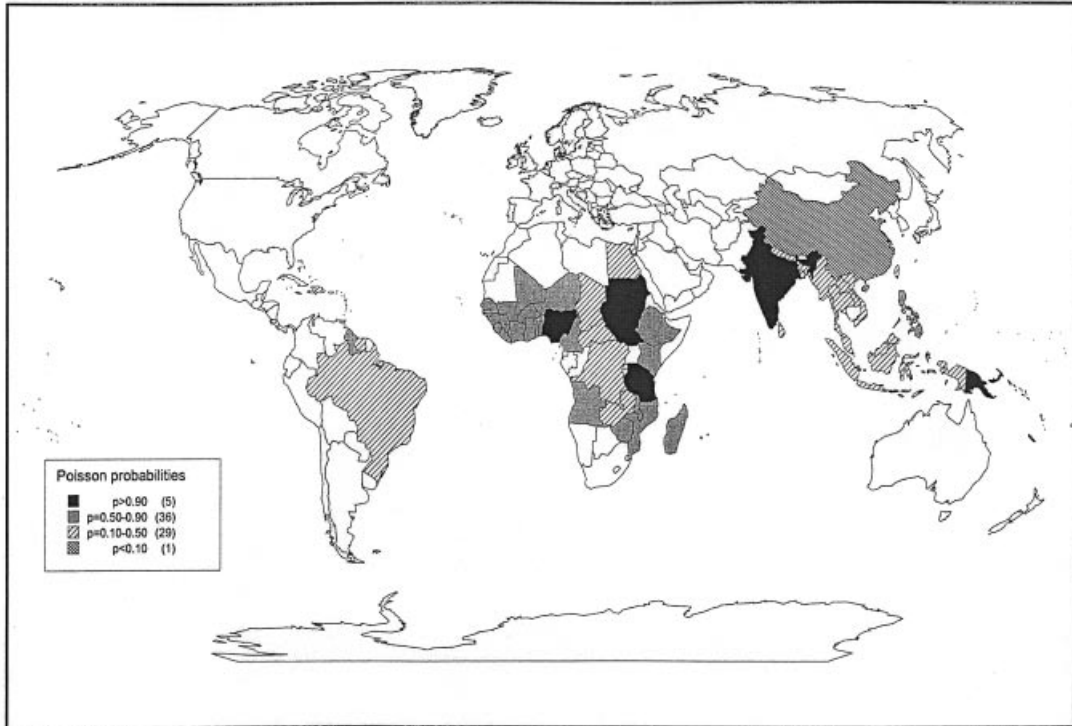 Poisson probabilities
p>0.90 (5)
p=0.50-0.90 (36)
p=0.10-0.50 (29)
p<0.10 (1)